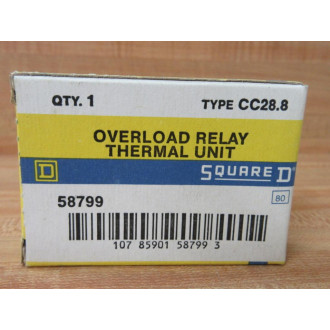 QTY. 1 TYPE CC28.8
OVERLOAD RELAY
THERMAL UNIT
D SQUARE D
58799 80
107 85901 58799 3